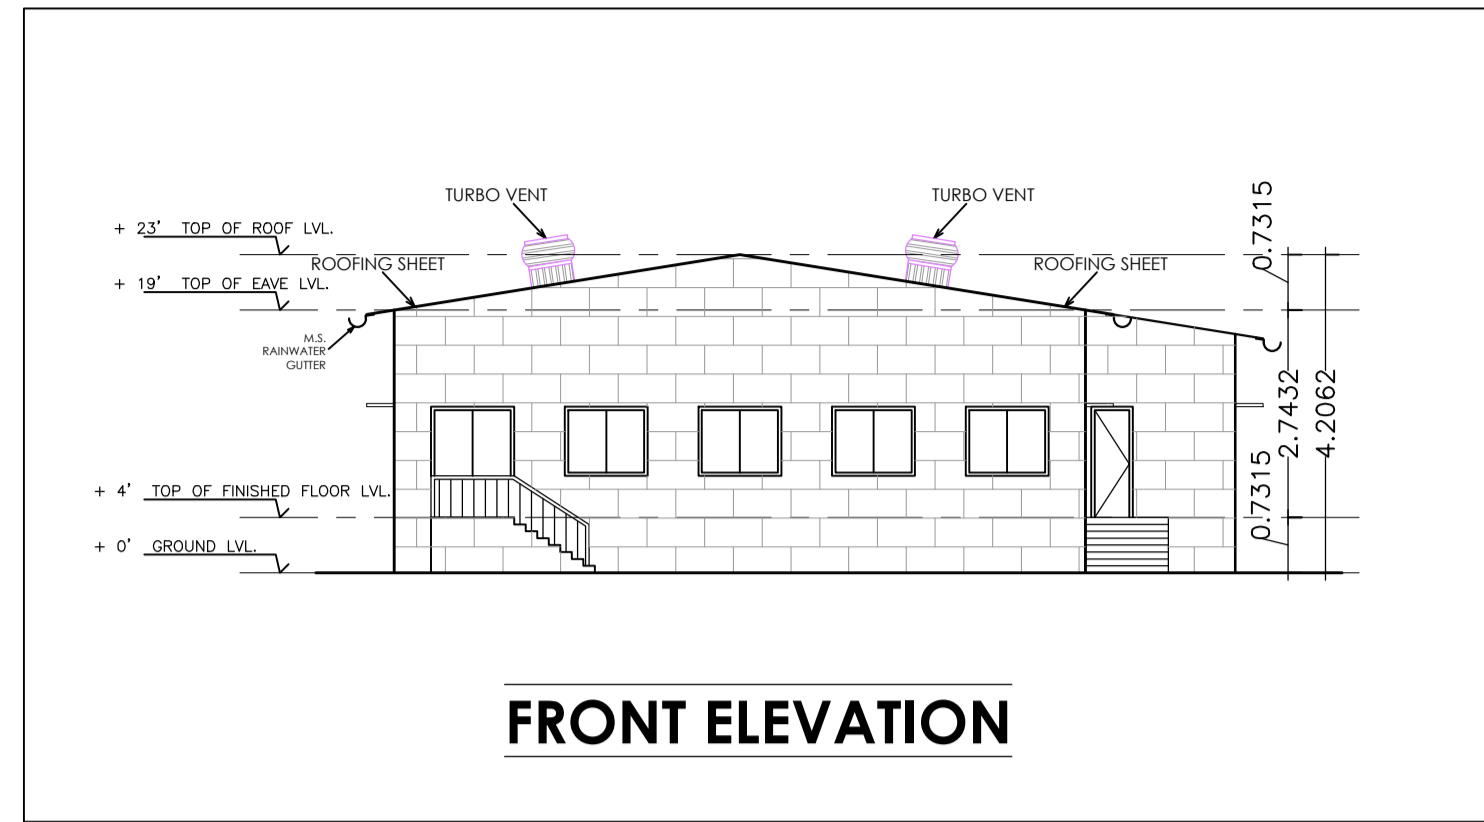 TURBO VENT
TURBO VENT
+ 23' TOP OF ROOF LVL.
ROOFING SHEET
ROOFING SHEET
+ 19' TOP OF EAVE LVL.
M.S.
RAINWATER
GUTTER
+ 4' TOP OF FINISHED FLOOR LVL.
+ 0' GROUND LVL.
0.7315
2.7432
4.2062
0.7315
FRONT ELEVATION